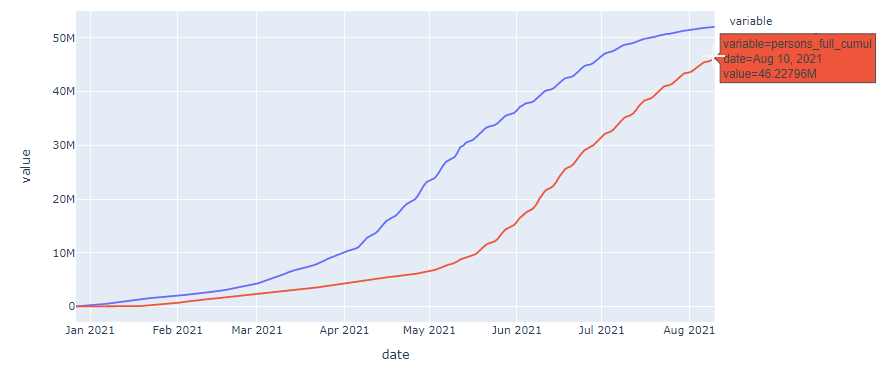 variable
variable=persons_full_cumul
date=Aug 10, 2021
value=46.22796M
50M
40M
30M
20M
10M
0
value
Jan 2021 Feb 2021 Mar 2021 Apr 2021 May 2021 Jun 2021 Jul 2021 Aug 2021
date